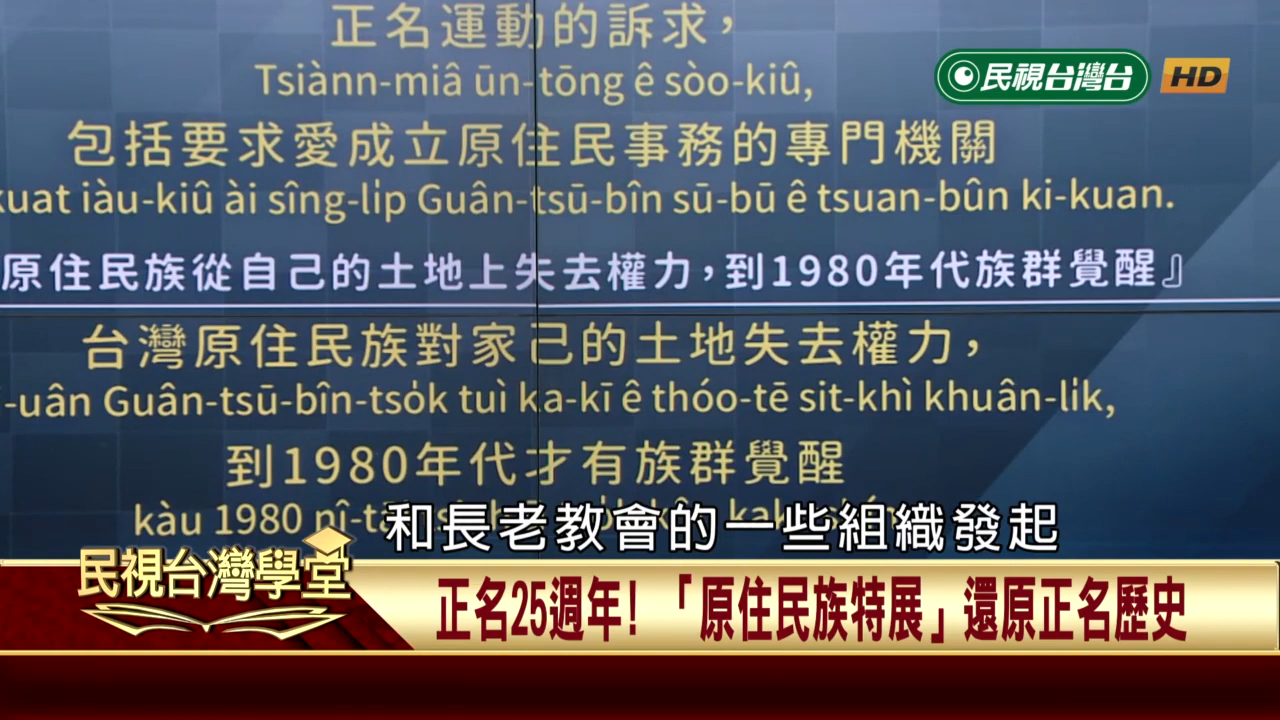 正名運動的訴求，
Tsiànn-miâ ūn-tōng ê sòo-kiû,
民視台灣台 HD
包括要求愛成立原住民事務的專門機關
kuat iàu-kiû ài sîng-li̍p Guân-tsū-bîn sū-bū ê tsuan-bûn ki-kuan.
原住民族從自己的土地上失去權力，到1980年代族群覺醒』
台灣原住民族對家己的土地失去權力，
-uân Guân-tsū-bîn-tso̍k tuì ka-kī ê thóo-tē sit-khì khuân-li̍k,
到1980年代才有族群覺醒
kàu 1980
和長老教會的一些組織發起
民視台灣學堂
正名25週年！「原住民族特展」還原正名歷史